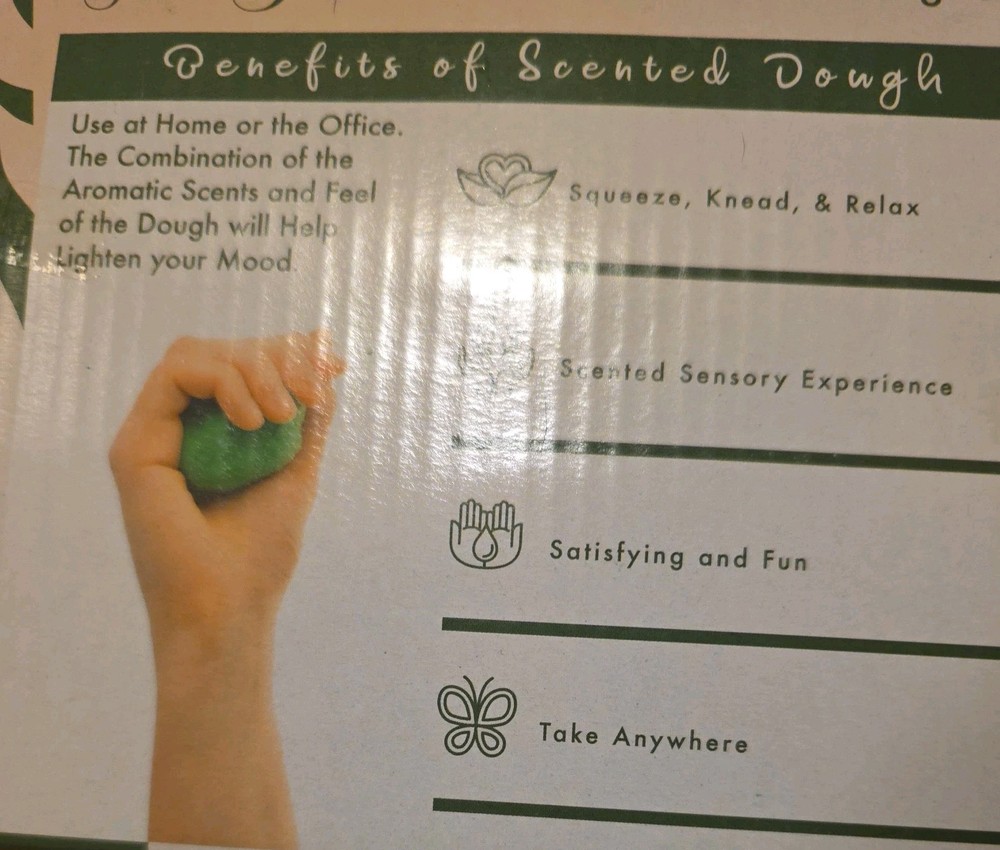 Benefits of Scented Dough
Use at Home or the Office.
The Combination of the
Aromatic Scents and Feel
of the Dough will Help
Lighten your Mood.
Squeeze, Knead, & Relax
Scented Sensory Experience
Satisfying and Fun
Take Anywhere